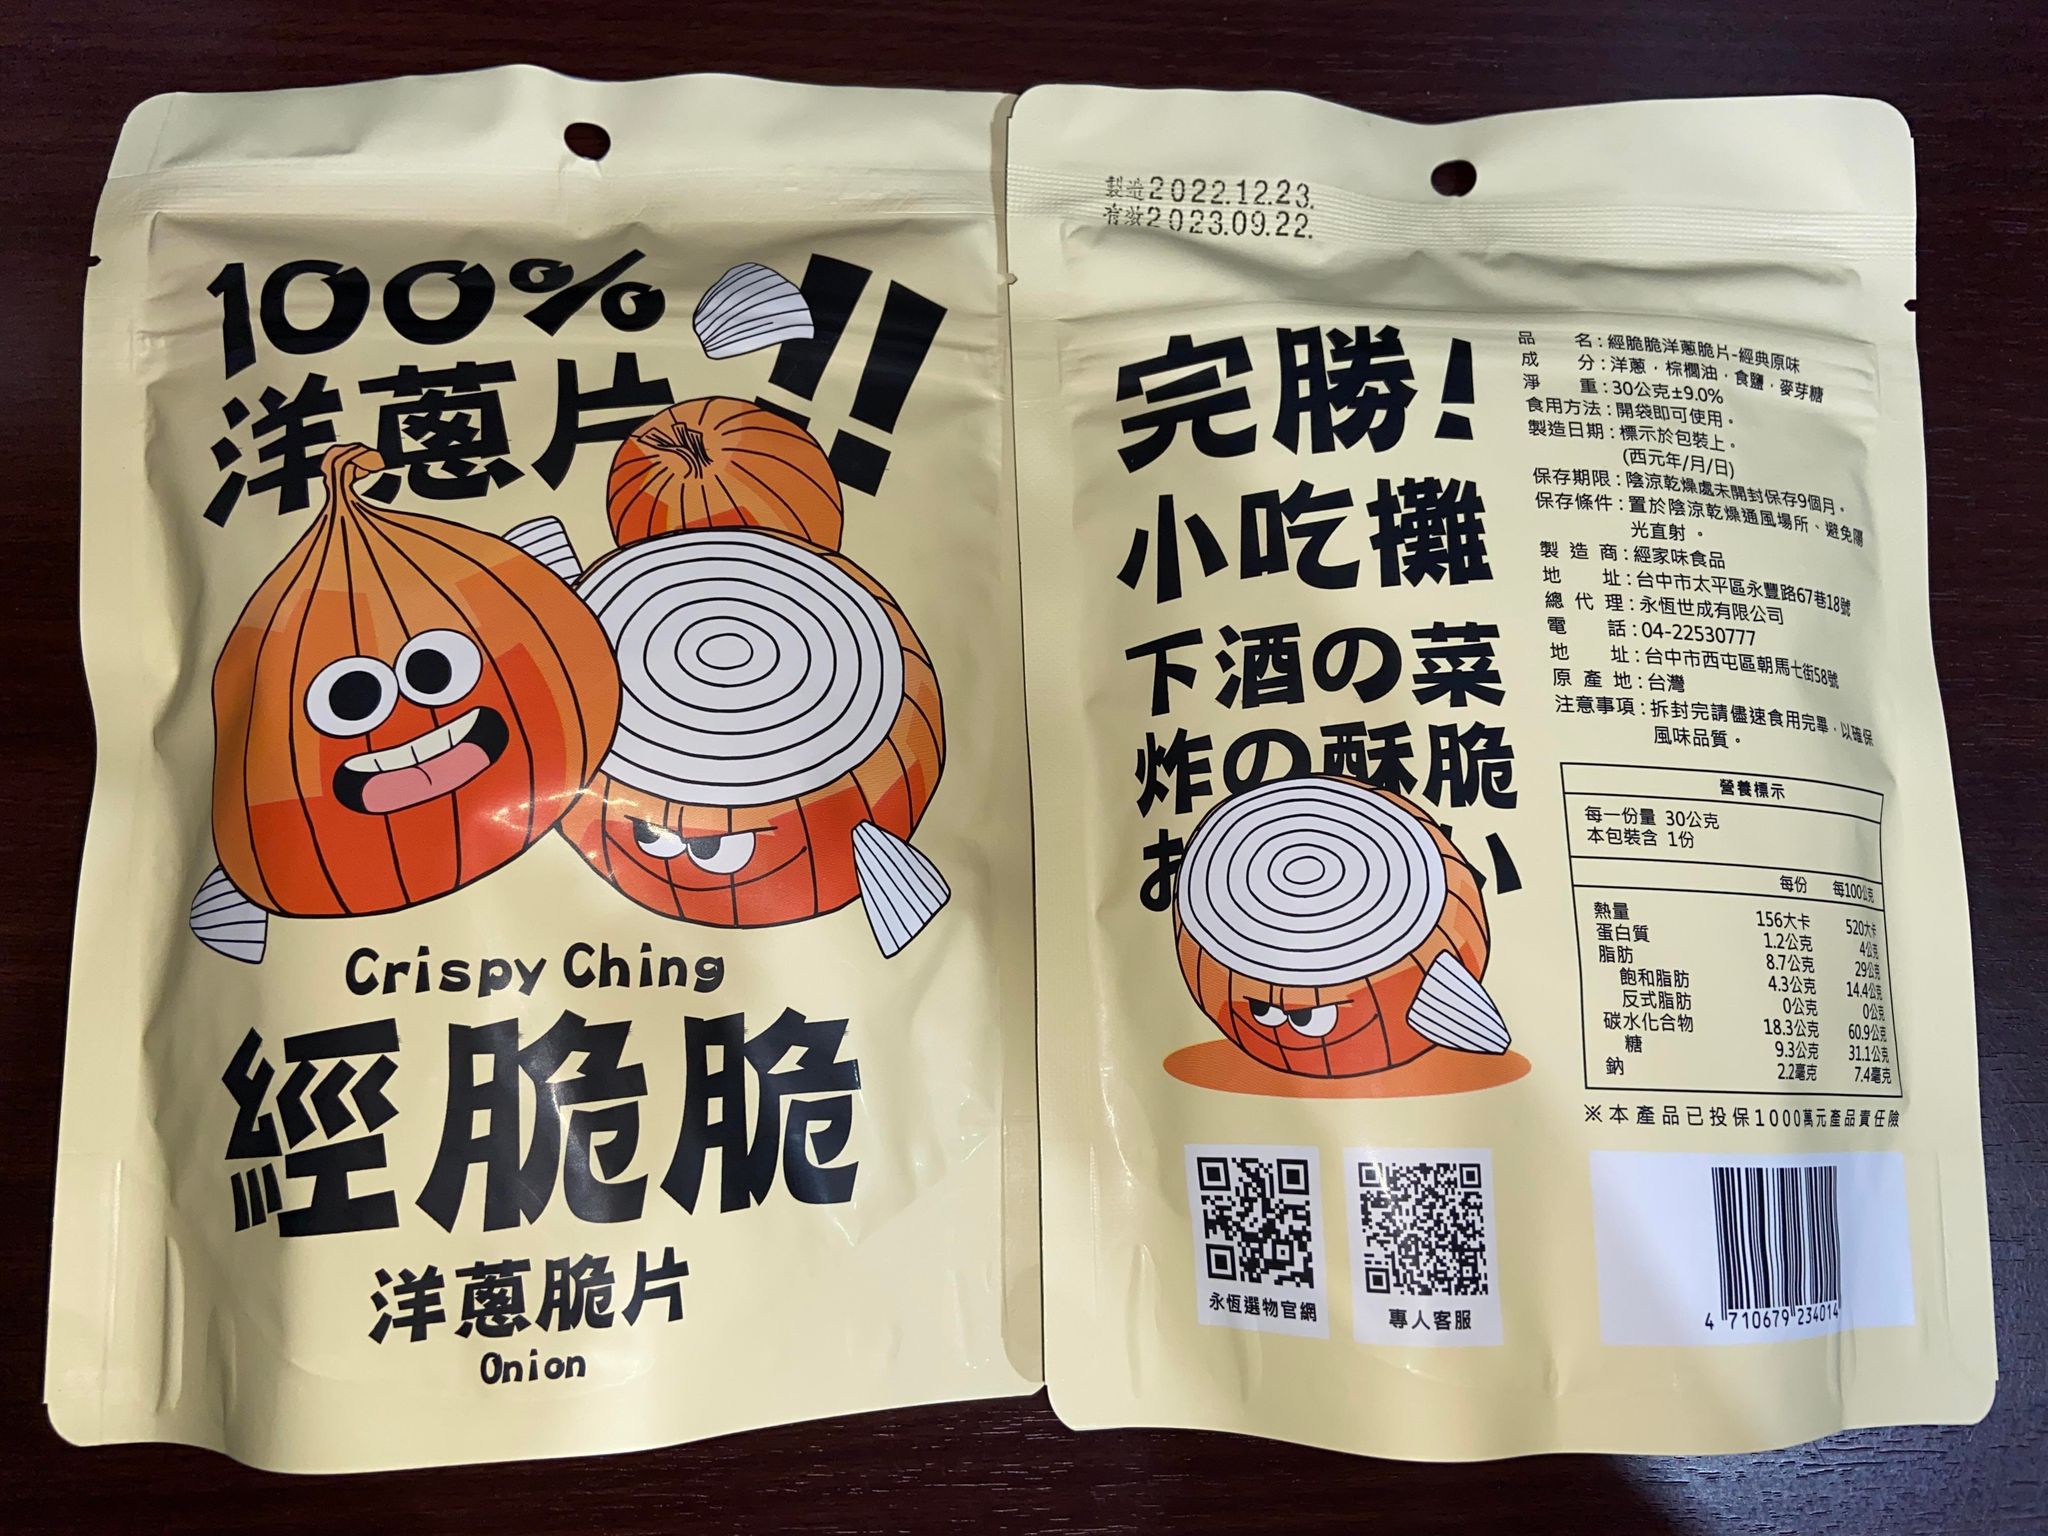 100%
洋蔥片!!
Crispy Ching
經脆脆
洋蔥脆片
Onion
製造2022.12.23.
有效2023.09.22.
完勝!
小吃攤
下酒の菜
炸の酥脆
お い
品 名:經脆脆洋蔥脆片-經典原味
成 分:洋蔥,棕櫚油,食鹽,麥芽糖
淨 重:30公克±9.0%
食用方法:開袋即可使用。
製造日期:標示於包裝上。
(西元年/月/日)
保存期限:陰涼乾燥處未開封保存9個月。
保存條件:置於陰涼乾燥通風場所、避免陽
光直射 。
製 造 商:經家味食品
地 址:台中市太平區永豐路67巷18號
總 代 理:永恆世成有限公司
電 話:04-22530777
地 址:台中市西屯區朝馬七街58號
原 產 地:台灣
注意事項:拆封完請儘速食用完畢,以確保
風味品質。
營養標示
每一份量 30公克
本包裝含 1份
每份 每100公克
熱量 156大卡 520大卡
蛋白質 1.2公克 4公克
脂肪 8.7公克 29公克
飽和脂肪 4.3公克 14.4公克
反式脂肪 0公克 0公克
碳水化合物 18.3公克 60.9公克
糖 9.3公克 31.1公克
鈉 2.2毫克 7.4毫克
※本產品已投保1000萬元產品責任險
永恆選物官網
專人客服
4 710679 234014